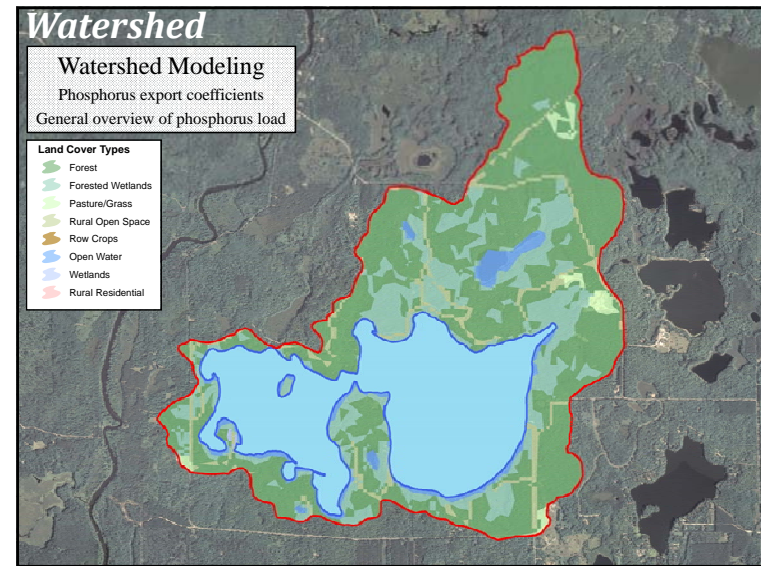 Watershed
Watershed Modeling
Phosphorus export coefficients
General overview of phosphorus load
Land Cover Types
Forest
Forested Wetlands
Pasture/Grass
Rural Open Space
Row Crops
Open Water
Wetlands
Rural Residential